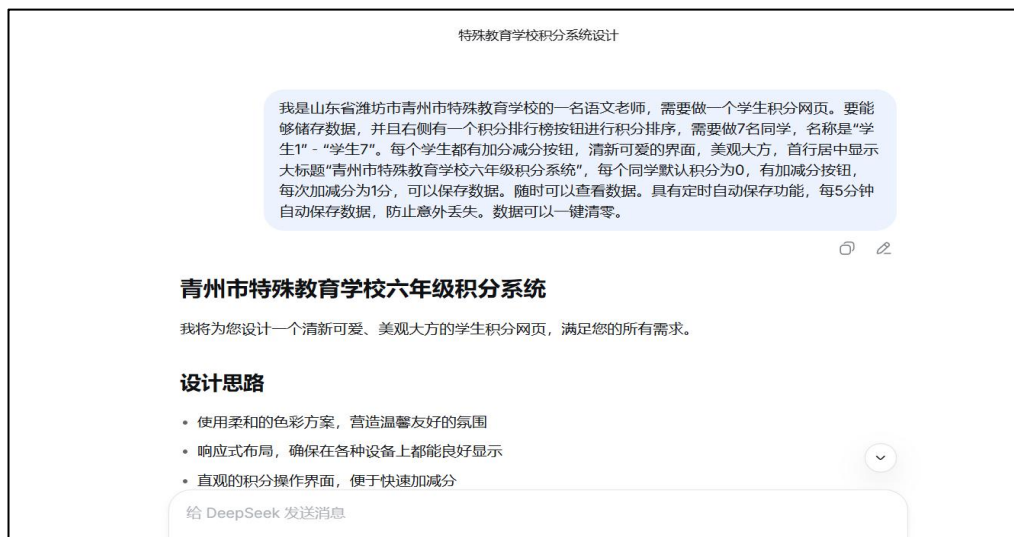 特殊教育学校积分系统设计
我是山东省潍坊市青州市特殊教育学校的一名语文老师，需要做一个学生积分网页。要能
够储存数据，并且右侧有一个积分排行榜按钮进行积分排序，需要做7名同学，名称是“学
生1” - “学生7”。每个学生都有加分减分按钮，清新可爱的界面，美观大方，首行居中显示
大标题“青州市特殊教育学校六年级积分系统”，每个同学默认积分为0，有加减分按钮，
每次加减分为1分，可以保存数据。随时可以查看数据。具有定时自动保存功能，每5分钟
自动保存数据，防止意外丢失。数据可以一键清零。
青州市特殊教育学校六年级积分系统
我将为您设计一个清新可爱、美观大方的学生积分网页，满足您的所有需求。
设计思路
• 使用柔和的色彩方案，营造温馨友好的氛围
• 响应式布局，确保在各种设备上都能良好显示
• 直观的积分操作界面，便于快速加减分
给 DeepSeek 发送消息